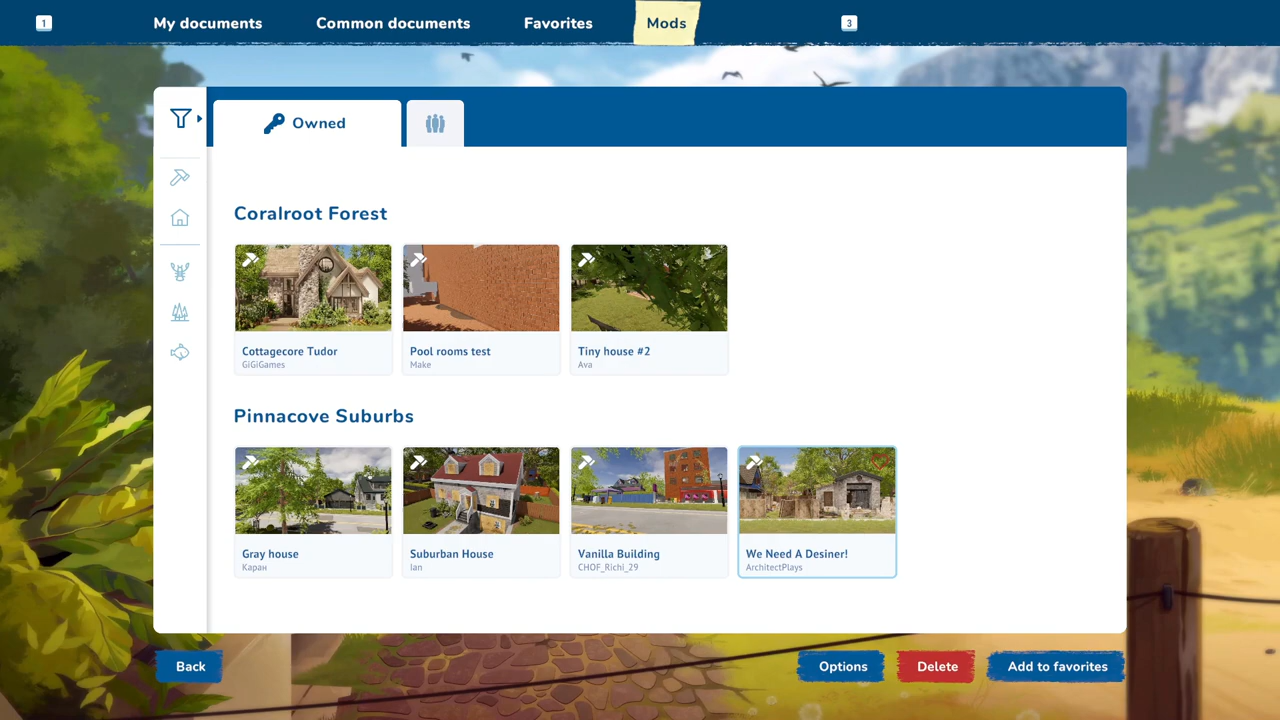 1
My documents
Common documents
Favorites
Mods
3
Owned
Coralroot Forest
Cottagecore Tudor
GiGiGames
Pool rooms test
Make
Tiny house #2
Ava
Pinnacove Suburbs
Gray house
Каран
Suburban House
Ian
Vanilla Building
CHOF_Richi_29
We Need A Desiner!
ArchitectPlays
Back
Options
Delete
Add to favorites